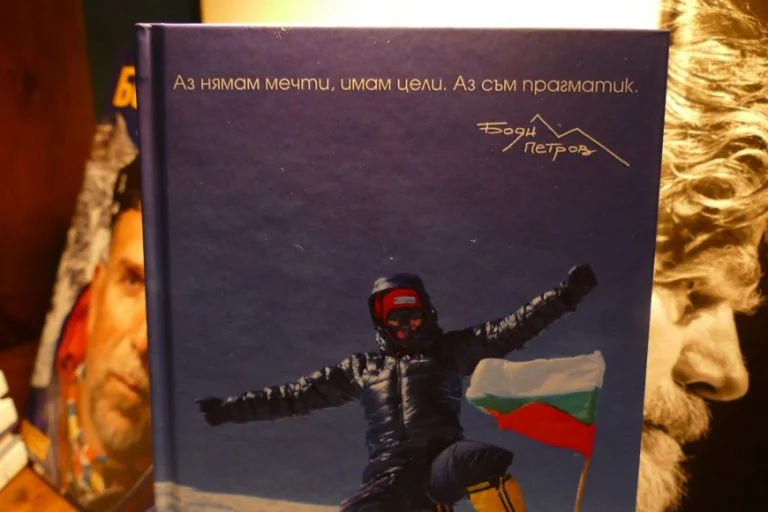 Аз нямам мечти, имам цели. Аз съм прагматик.
Боян
Петров